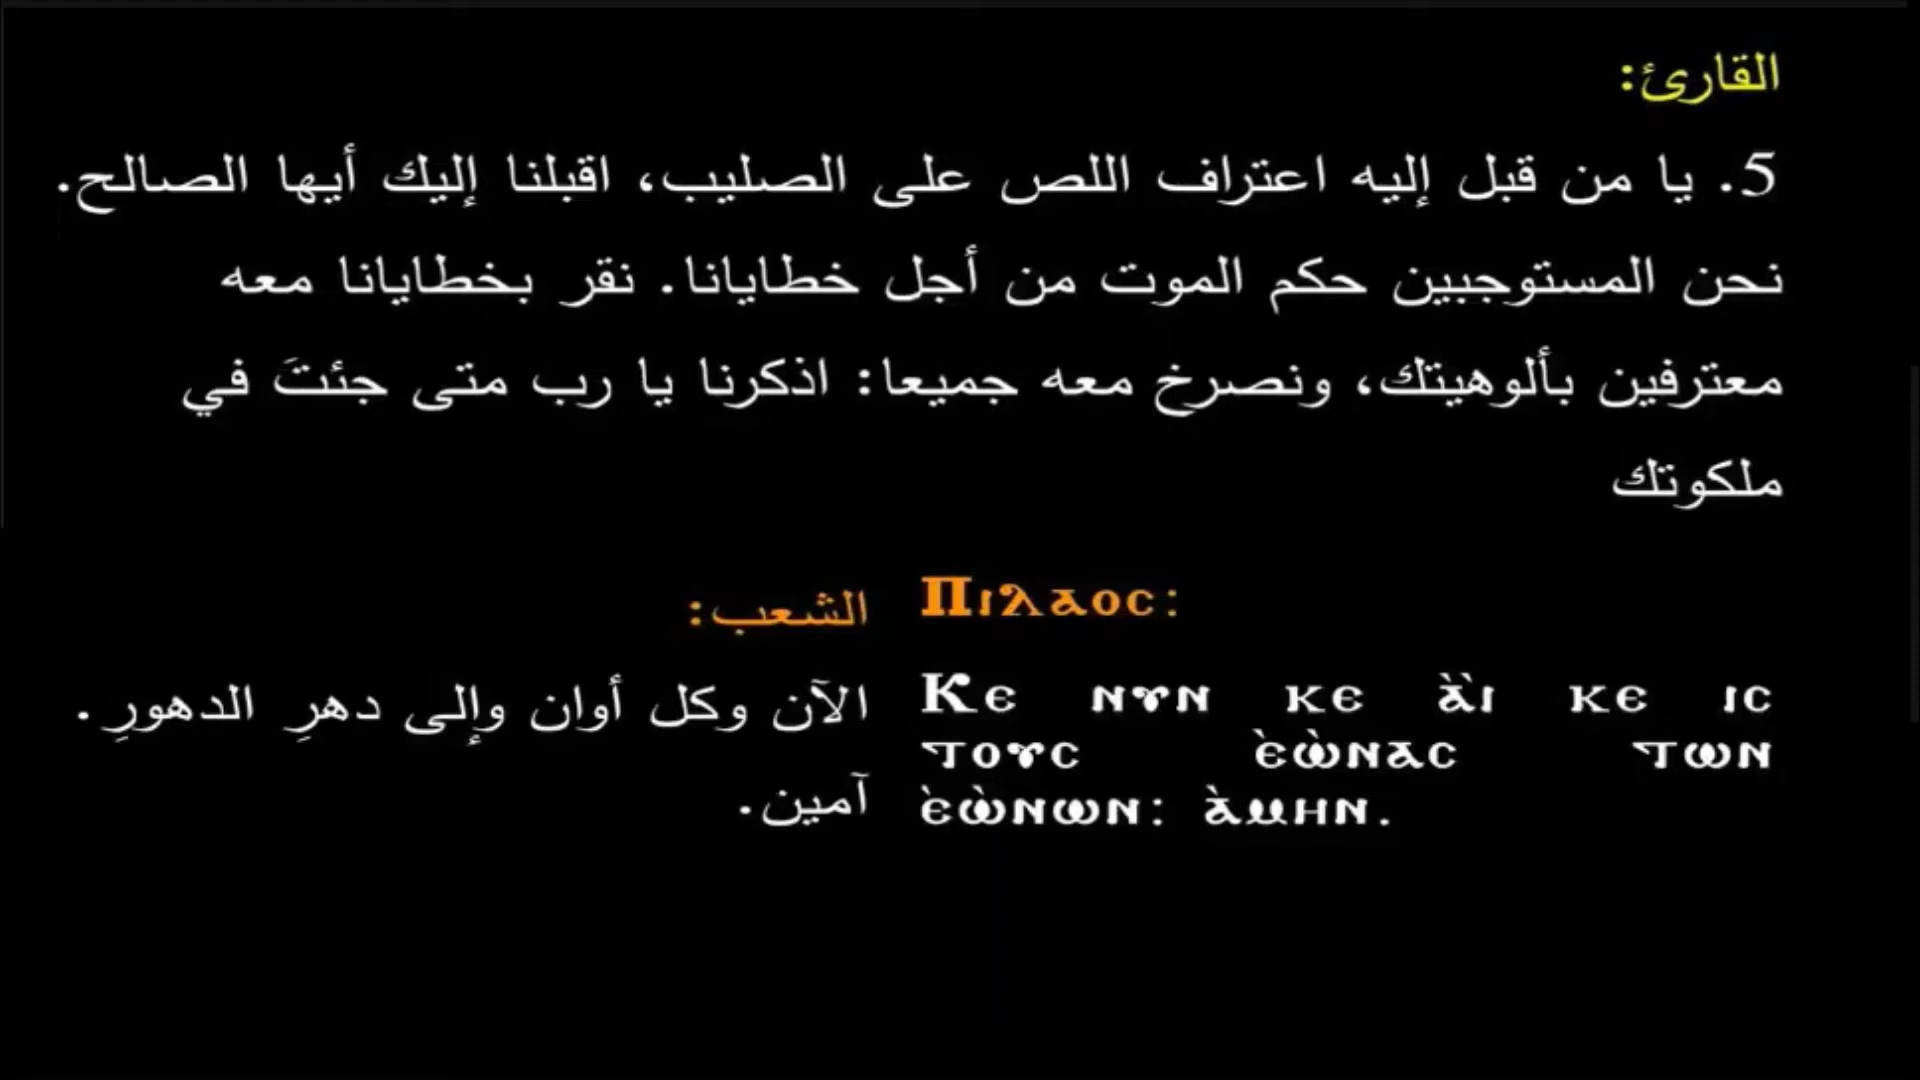 القارئ:
5. يا من قبل إليه اعتراف اللص على الصليب، اقبلنا إليك أيها الصالح.
نحن المستوجبين حكم الموت من أجل خطايانا. نقر بخطايانا معه
معترفين بألوهيتك، ونصرخ معه جميعا: اذكرنا يا رب متى جئتَ في
ملكوتك
Ⲡⲓⲗⲁⲟⲥ:
Ⲕⲉ ⲛⲩⲛ ⲕⲉ ⲁ̀ⲓ̀ ⲕⲉ ⲓⲥ
ⲧⲟⲩⲥ ⲉ̀ⲱ̀ⲛⲁⲥ ⲧⲱⲛ
ⲉ̀ⲱ̀ⲛⲱⲛ: ⲁ̀ⲙⲏⲛ.
الشعب:
الآن وكل أوان وإلى دهرِ الدهورِ.
آمين.